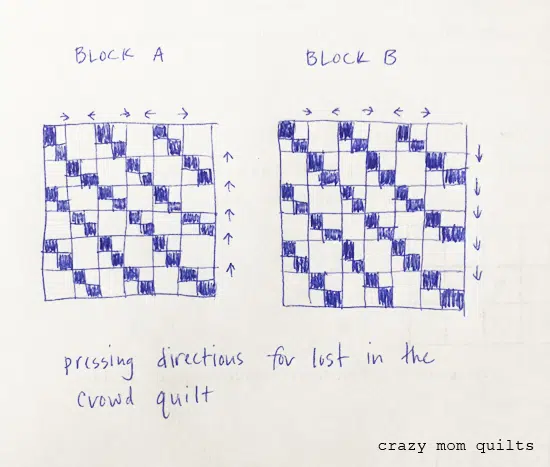 BLOCK A
BLOCK B
pressing directions for lost in the
crowd quilt
crazy mom quilts